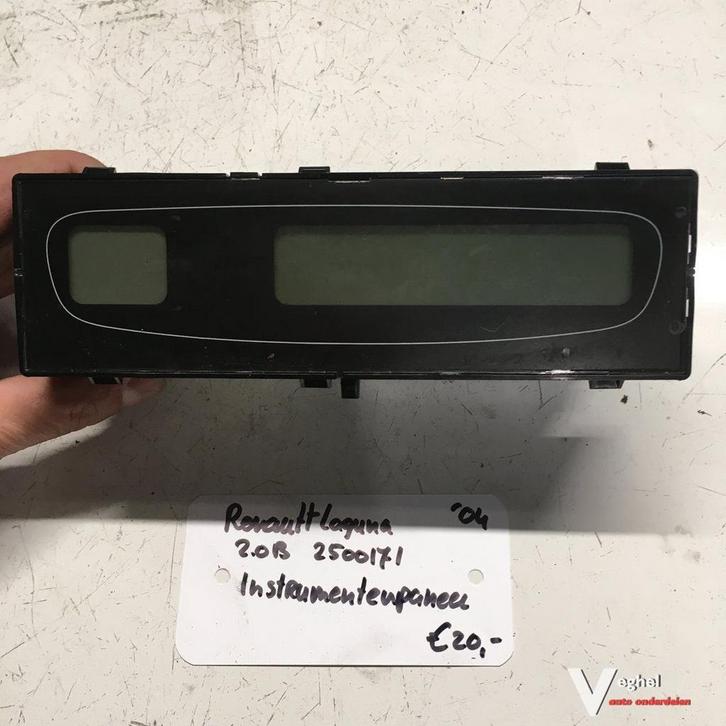 Renault Laguna '04
2.0B 2500171
Instrumentenpaneel
€20,-
Veghel
auto onderdelen